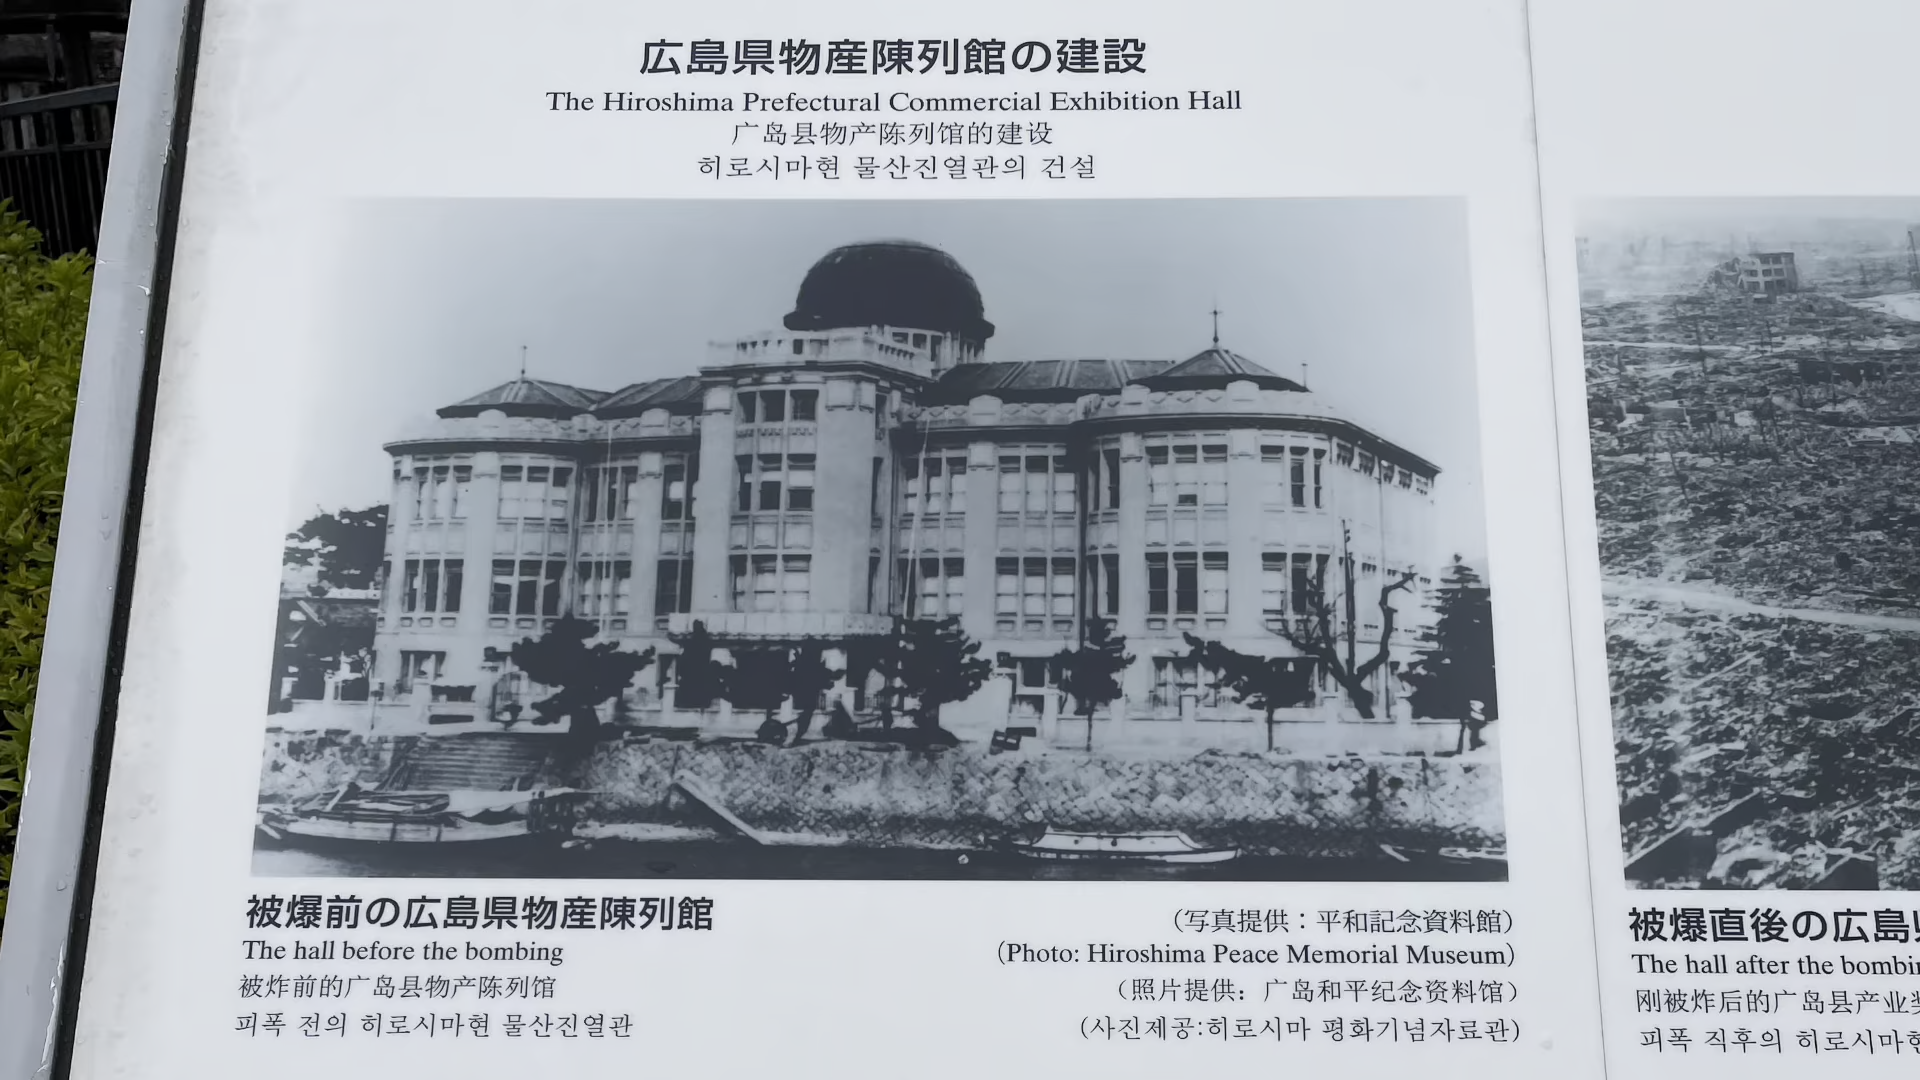 広島県物産陳列館の建設
The Hiroshima Prefectural Commercial Exhibition Hall
广岛县物产陈列馆的建设
히로시마현 물산진열관의 건설
被爆前の広島県物産陳列館
The hall before the bombing
被炸前的广岛县物产陈列馆
피폭 전의 히로시마현 물산진열관
（写真提供：平和記念資料館）
(Photo: Hiroshima Peace Memorial Museum)
（照片提供：广岛和平纪念资料馆）
(사진제공:히로시마 평화기념자료관)
被爆直後の広島
The hall after the
刚被炸后的广岛县产业
피폭 직후의 히로시마